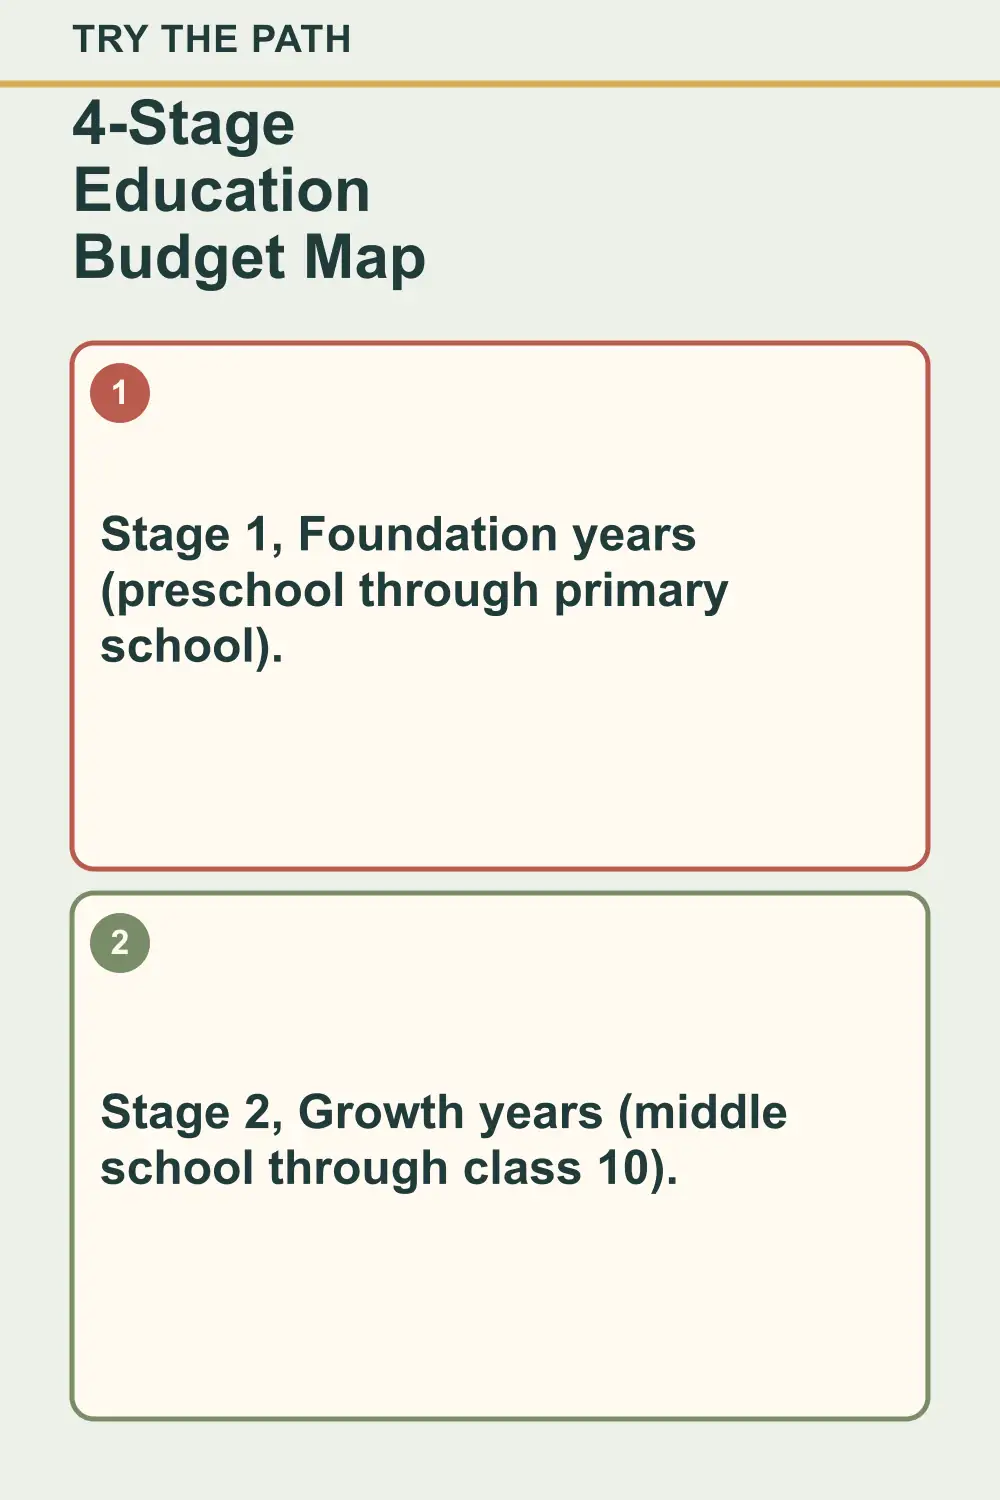 TRY THE PATH
4-Stage
Education
Budget Map
1
Stage 1, Foundation years
(preschool through primary
school).
2
Stage 2, Growth years (middle
school through class 10).